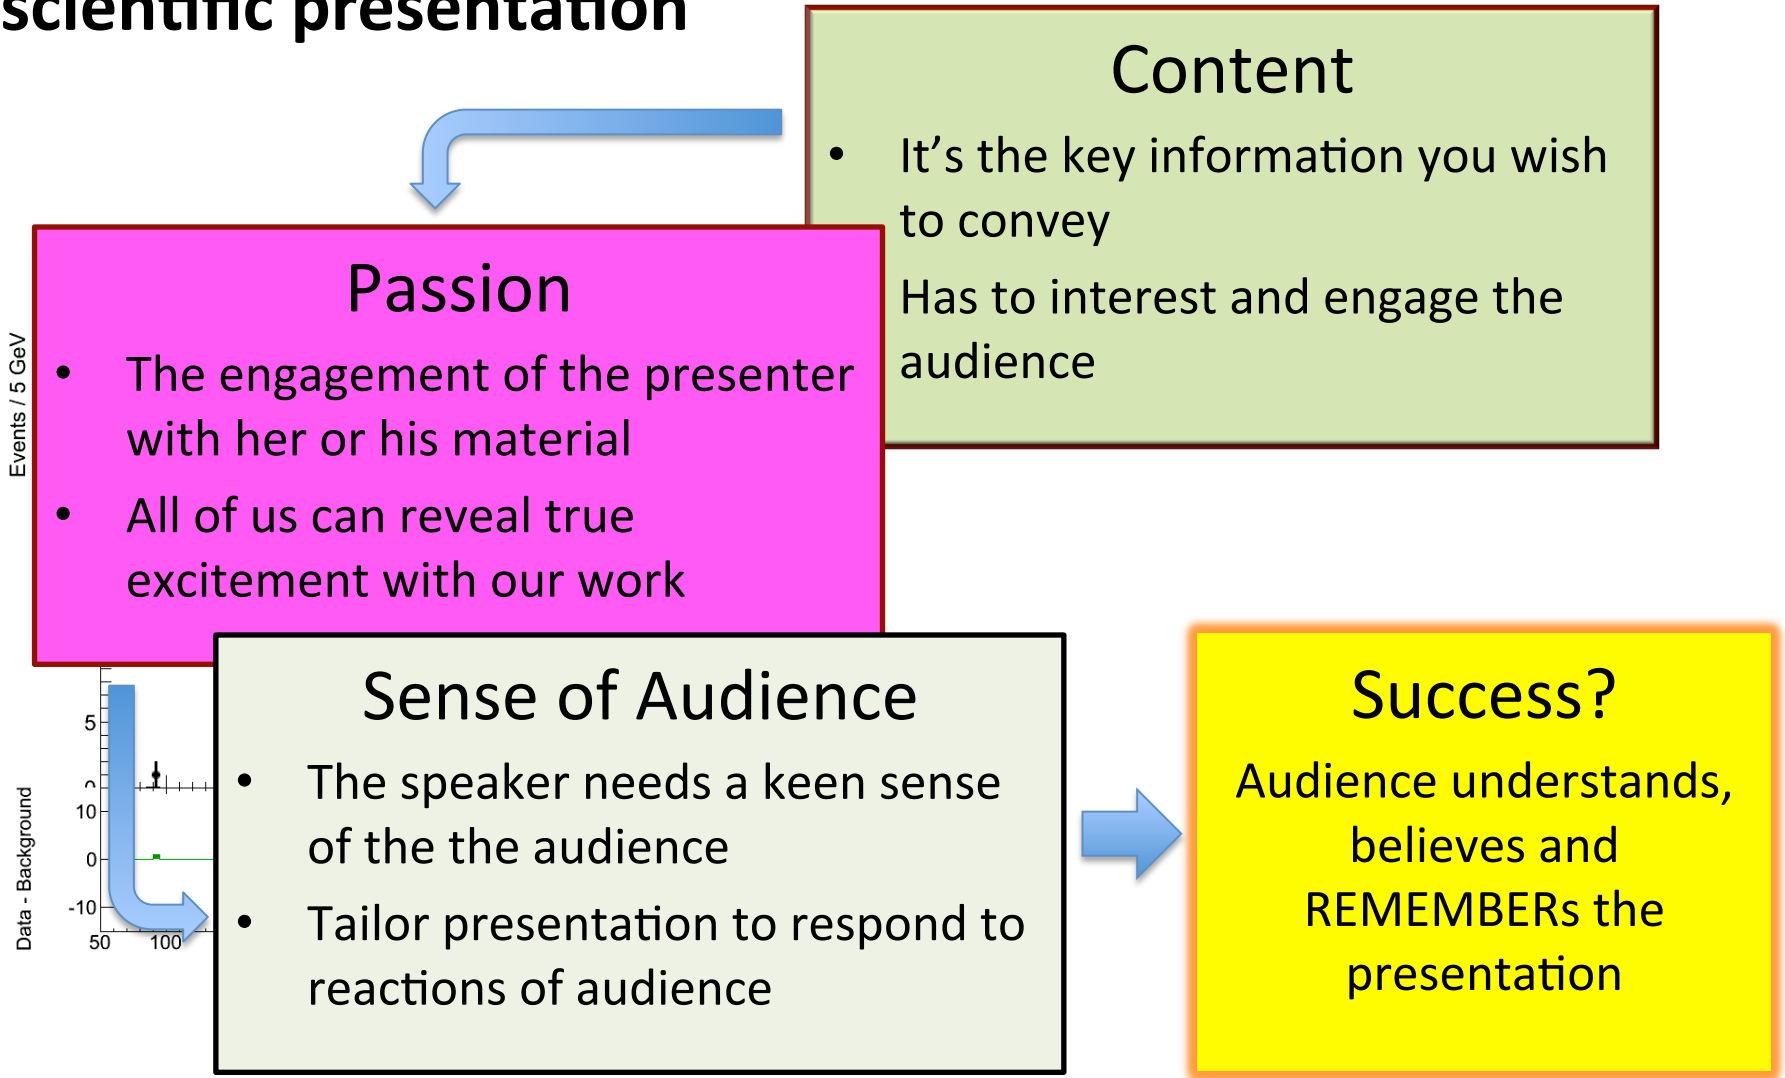 scientific presentation
Content
• It’s the key information you wish
to convey
Has to interest and engage the
audience
Passion
• The engagement of the presenter
with her or his material
• All of us can reveal true
excitement with our work
Events / 5 GeV
Sense of Audience
• The speaker needs a keen sense
of the the audience
• Tailor presentation to respond to
reactions of audience
Success?
Audience understands,
believes and
REMEMBERs the
presentation
5
0
10
0
-10
50 100
Data - Background